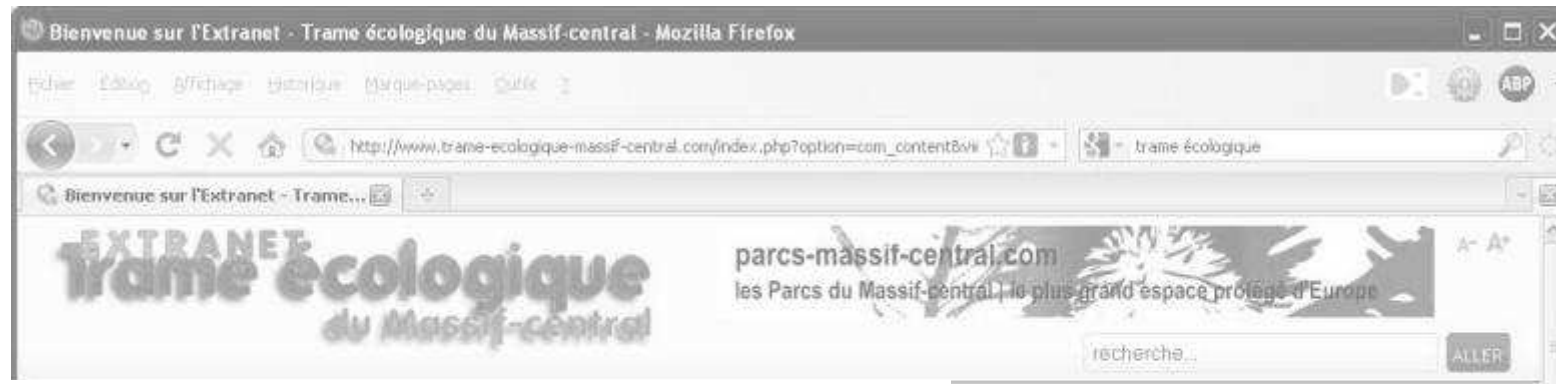 Bienvenue sur l'Extranet - Trame écologique du Massif-central - Mozilla Firefox
Fichier Édition Affichage Historique Marque-pages Outils ?
ABP
http://www.trame-ecologique-massif-central.com/index.php?option=com_content&vie
trame écologique
Bienvenue sur l'Extranet - Trame...
EXTRANET
Trame écologique
du Massif-central
parcs-massif-central.com
les Parcs du Massif-central | le plus grand espace protégé d'Europe
A- A+
recherche...
ALLER